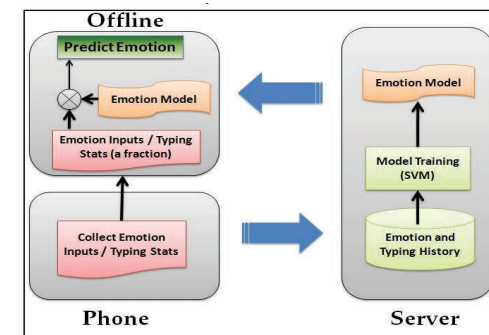 Offline
Predict Emotion
Emotion Model
Emotion Inputs / Typing
Stats (a fraction)
Collect Emotion
Inputs / Typing Stats
Phone
Emotion Model
Model Training
(SVM)
Emotion and
Typing History
Server